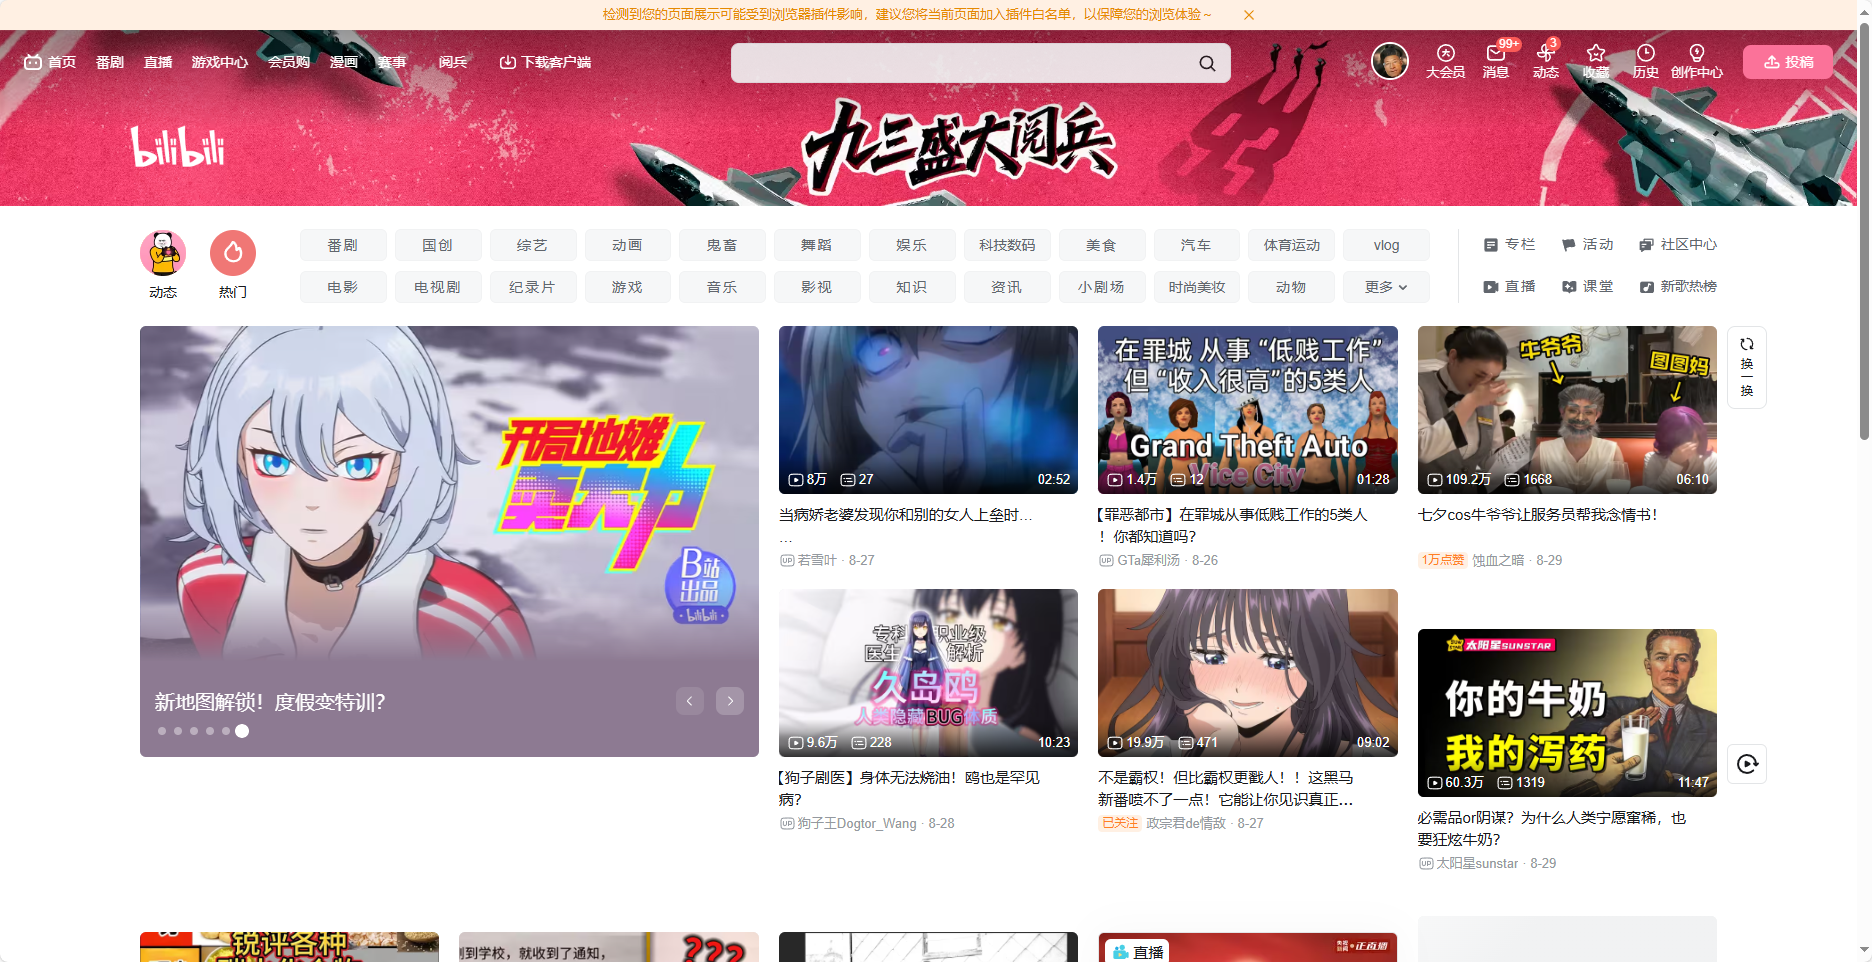 检测到您的页面展示可能受到浏览器插件影响，建议您将当前页面加入插件白名单，以保障您的浏览体验～
首页 番剧 直播 游戏中心 会员购 漫画 赛事 阅兵 下载客户端
大会员 消息 99+ 动态 3 收藏 历史 创作中心 投稿
bilibili
九三盛大阅兵
动态 热门
番剧 国创 综艺 动画 鬼畜 舞蹈 娱乐 科技数码 美食 汽车 体育运动 vlog
电影 电视剧 纪录片 游戏 音乐 影视 知识 资讯 小剧场 时尚美妆 动物 更多
专栏 活动 社区中心
直播 课堂 新歌热榜
开局地摊
卖大力
B站
出品
bilibili
新地图解锁！度假变特训？
8万 27 02:52
当病娇老婆发现你和别的女人上垒时…
…
UP 若雪叶 · 8-27
在罪城 从事 “低贱工作”
但 “收入很高”的5类人
Grand Theft Auto
Vice City
1.4万 12 01:28
【罪恶都市】在罪城从事低贱工作的5类人
！你都知道吗？
UP GTa犀利汤 · 8-26
牛爷爷
图图妈
109.2万 1668 06:10
七夕cos牛爷爷让服务员帮我念情书！
1万点赞 蚀血之暗 · 8-29
换一换
专科 职业级
医生 解析
久岛鸥
人类隐藏BUG体质
9.6万 228 10:23
【狗子剧医】身体无法烧油！鸥也是罕见
病？
UP 狗子王Dogtor_Wang · 8-28
19.9万 471 09:02
不是霸权！但比霸权更戳人！！这黑马
新番喷不了一点！它能让你见识真正…
已关注 政宗君de情敌 · 8-27
太阳星SUNSTAR
你的牛奶
我的泻药
60.3万 1319 11:47
必需品or阴谋？为什么人类宁愿窜稀，也
要狂炫牛奶？
UP 太阳星sunstar · 8-29
锐评各种
到学校，就收到了通知，
???
直播
正直播